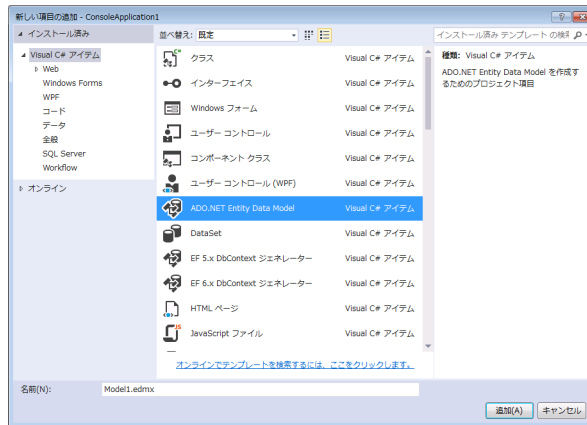 新しい項目の追加 - ConsoleApplication1
インストール済み
並べ替え: 既定
インストール済み テンプレート の検索
Visual C# アイテム
Web
Windows Forms
WPF
コード
データ
全般
SQL Server
Workflow
オンライン
クラス Visual C# アイテム
インターフェイス Visual C# アイテム
Windows フォーム Visual C# アイテム
ユーザー コントロール Visual C# アイテム
コンポーネント クラス Visual C# アイテム
ユーザー コントロール (WPF) Visual C# アイテム
ADO.NET Entity Data Model Visual C# アイテム
DataSet Visual C# アイテム
EF 5.x DbContext ジェネレーター Visual C# アイテム
EF 6.x DbContext ジェネレーター Visual C# アイテム
HTML ページ Visual C# アイテム
JavaScript ファイル Visual C# アイテム
種類: Visual C# アイテム
ADO.NET Entity Data Model を作成す
るためのプロジェクト項目
オンラインでテンプレートを検索するには、ここをクリックします。
名前(N): Model1.edmx
追加(A) キャンセル